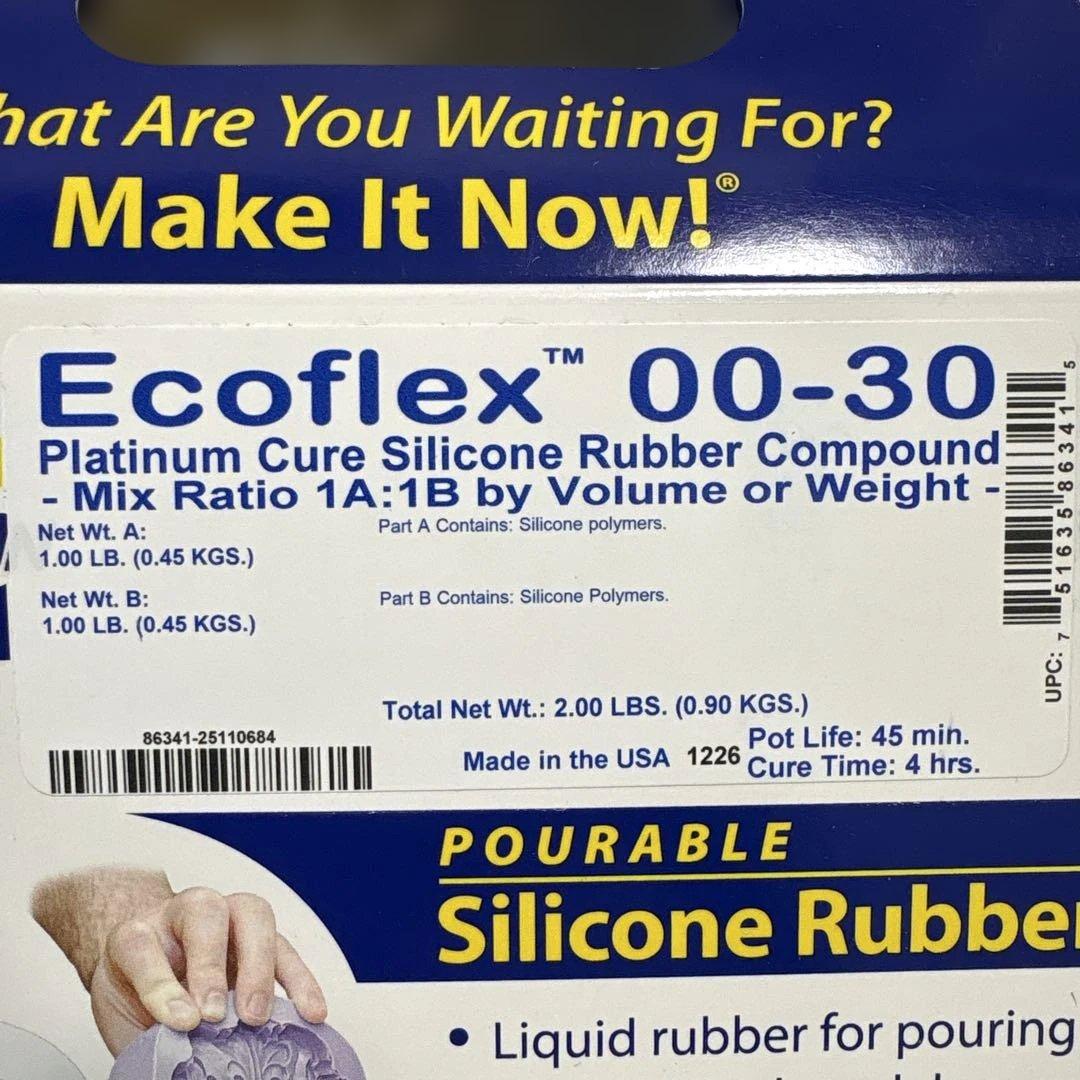 hat Are You Waiting For?
Make It Now!®
Ecoflex™ 00-30
Platinum Cure Silicone Rubber Compound
- Mix Ratio 1A:1B by Volume or Weight -
Net Wt. A:
1.00 LB. (0.45 KGS.)
Part A Contains: Silicone polymers.
Net Wt. B:
1.00 LB. (0.45 KGS.)
Part B Contains: Silicone Polymers.
UPC: 7 51635 86341 5
Total Net Wt.: 2.00 LBS. (0.90 KGS.)
86341-25110684
Made in the USA 1226
Pot Life: 45 min.
Cure Time: 4 hrs.
POURABLE
Silicone Rubber
• Liquid rubber for pouring